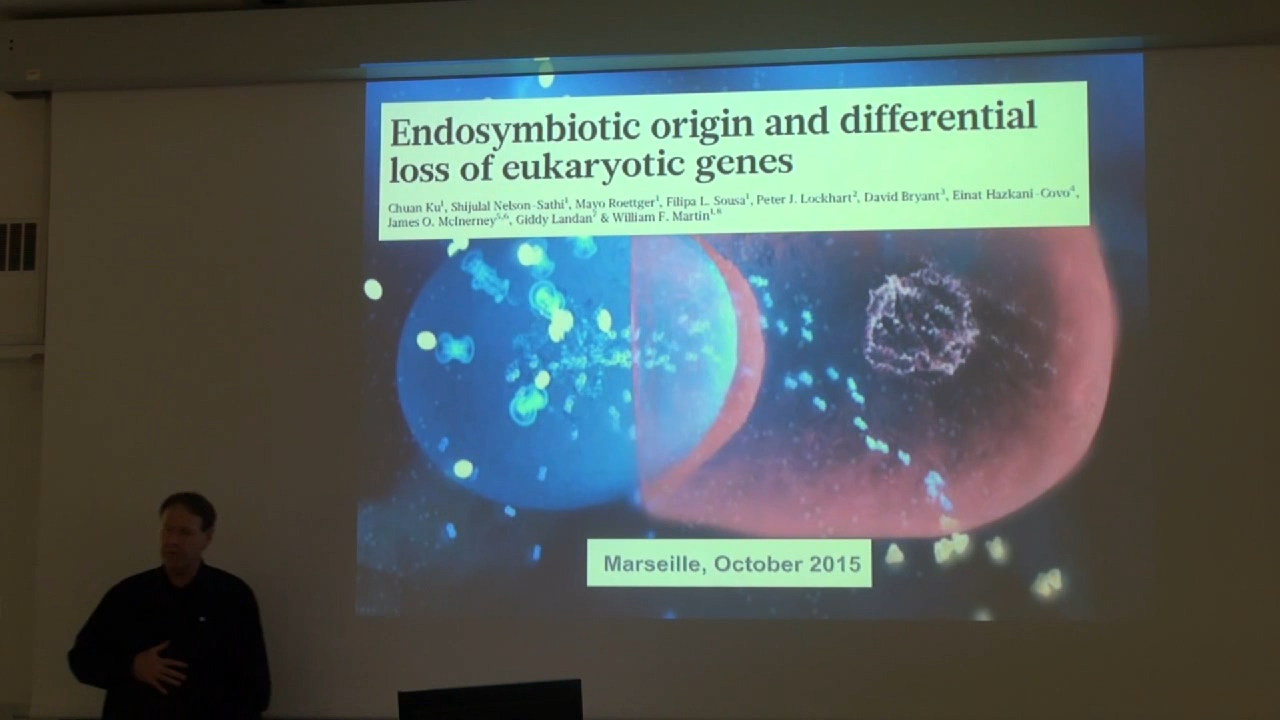 Endosymbiotic origin and differential
loss of eukaryotic genes
Chuan Ku¹, Shijulal Nelson-Sathi¹, Mayo Roettger¹, Filipa L. Sousa¹, Peter J. Lockhart², David Bryant³, Einat Hazkani-Covo⁴,
James O. McInerney⁵,⁶, Giddy Landan⁷ & William F. Martin¹,⁸
Marseille, October 2015